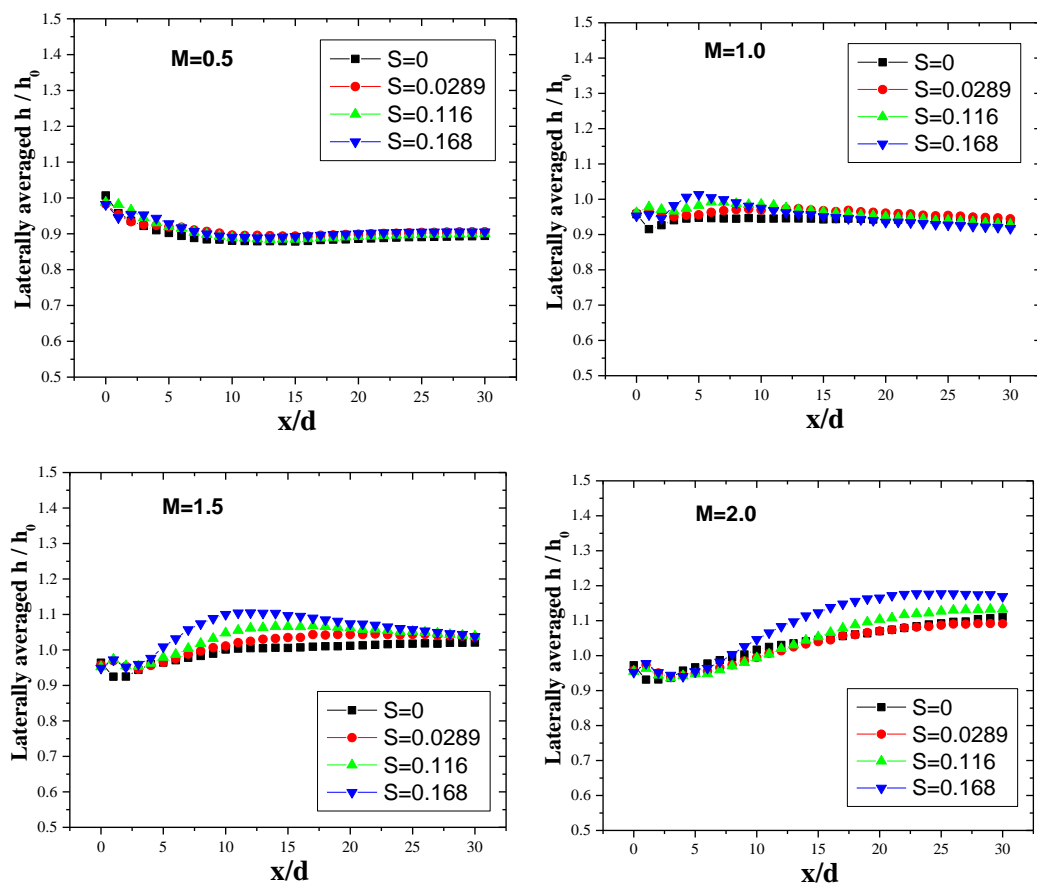 M=0.5
S=0
S=0.0289
S=0.116
S=0.168
Laterally averaged h / h₀
1.5
1.4
1.3
1.2
1.1
1.0
0.9
0.8
0.7
0.6
0.5
0 5 10 15 20 25 30
x/d
M=1.0
S=0
S=0.0289
S=0.116
S=0.168
Laterally averaged h / h₀
1.5
1.4
1.3
1.2
1.1
1.0
0.9
0.8
0.7
0.6
0.5
0 5 10 15 20 25 30
x/d
M=1.5
S=0
S=0.0289
S=0.116
S=0.168
Laterally averaged h / h₀
1.5
1.4
1.3
1.2
1.1
1.0
0.9
0.8
0.7
0.6
0.5
0 5 10 15 20 25 30
x/d
M=2.0
S=0
S=0.0289
S=0.116
S=0.168
Laterally averaged h / h₀
1.5
1.4
1.3
1.2
1.1
1.0
0.9
0.8
0.7
0.6
0.5
0 5 10 15 20 25 30
x/d